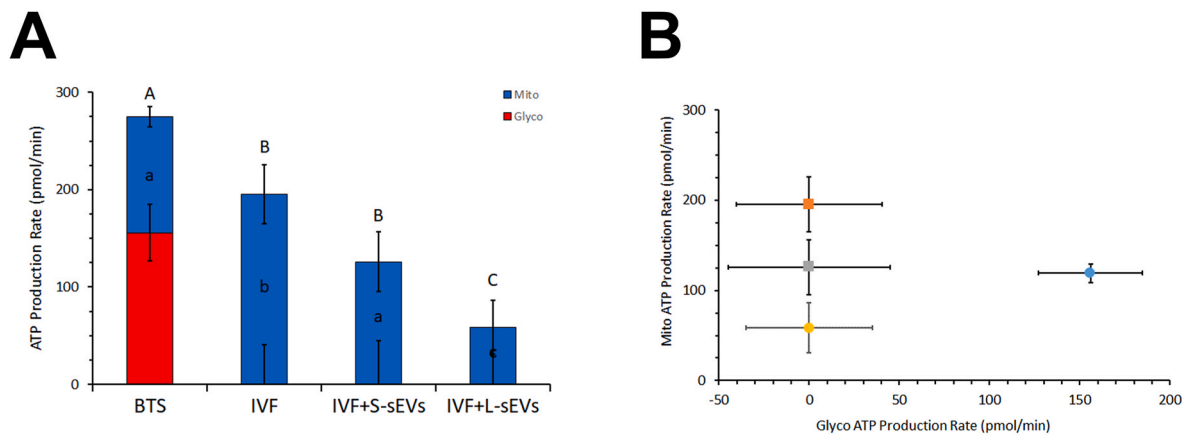 A
B
300
200
100
0
ATP Production Rate (pmol/min)
A
a
B
b
B
a
C
c
Mito
Glyco
BTS
IVF
IVF+S-sEVs
IVF+L-sEVs
300
200
100
0
Mito ATP Production Rate (pmol/min)
-50
0
50
100
150
200
Glyco ATP Production Rate (pmol/min)